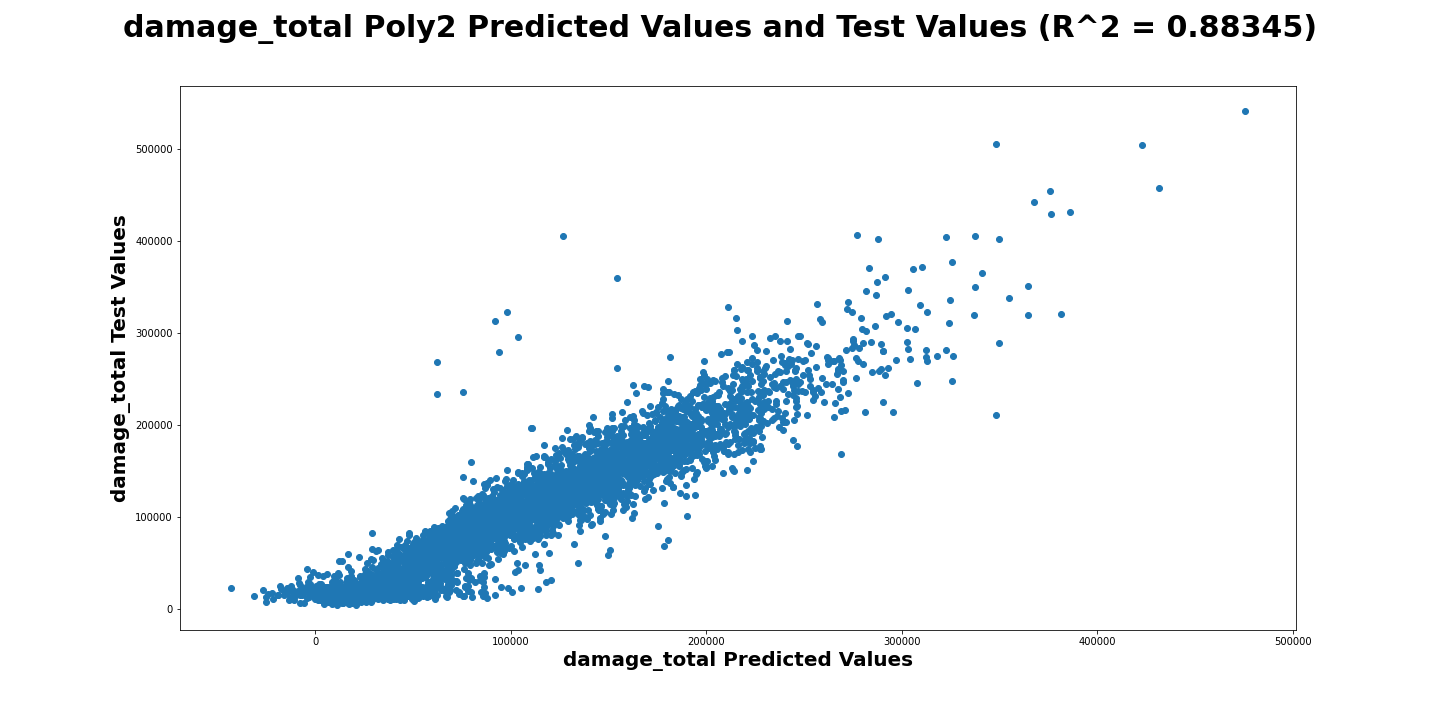 damage_total Poly2 Predicted Values and Test Values (R^2 = 0.88345)
damage_total Test Values
500000
400000
300000
200000
100000
0
0 100000 200000 300000 400000 500000
damage_total Predicted Values